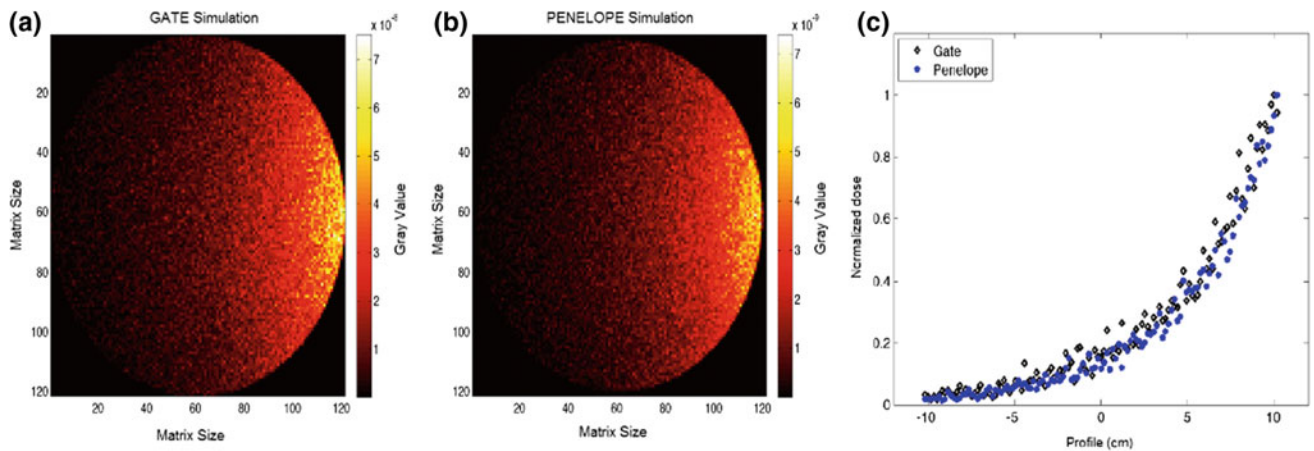 (a)
GATE Simulation
x 10⁻⁸
20
40
60
80
100
120
Matrix Size
20 40 60 80 100 120
Matrix Size
7
6
5
4
3
2
1
Gray Value
(b)
PENELOPE Simulation
x 10⁻⁹
20
40
60
80
100
120
Matrix Size
20 40 60 80 100 120
Matrix Size
7
6
5
4
3
2
1
Gray Value
(c)
Gate
Penelope
1
0.8
0.6
0.4
0.2
0
Normalized dose
-10 -5 0 5 10
Profile (cm)